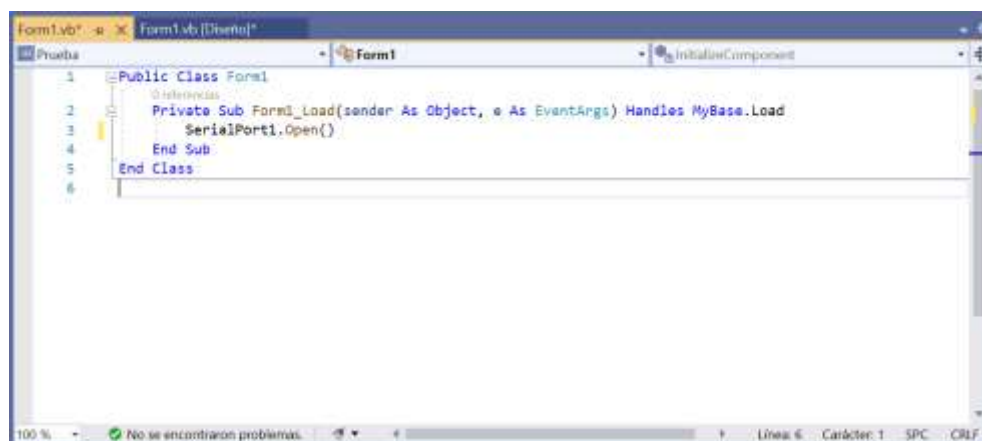 Form1.vb* Form1.vb [Diseño]*
Prueba Form1 InitializeComponent
1 Public Class Form1
0 referencias
2 Private Sub Form1_Load(sender As Object, e As EventArgs) Handles MyBase.Load
3 SerialPort1.Open()
4 End Sub
5 End Class
6
100 % No se encontraron problemas. Línea: 6 Carácter: 1 SPC CRLF